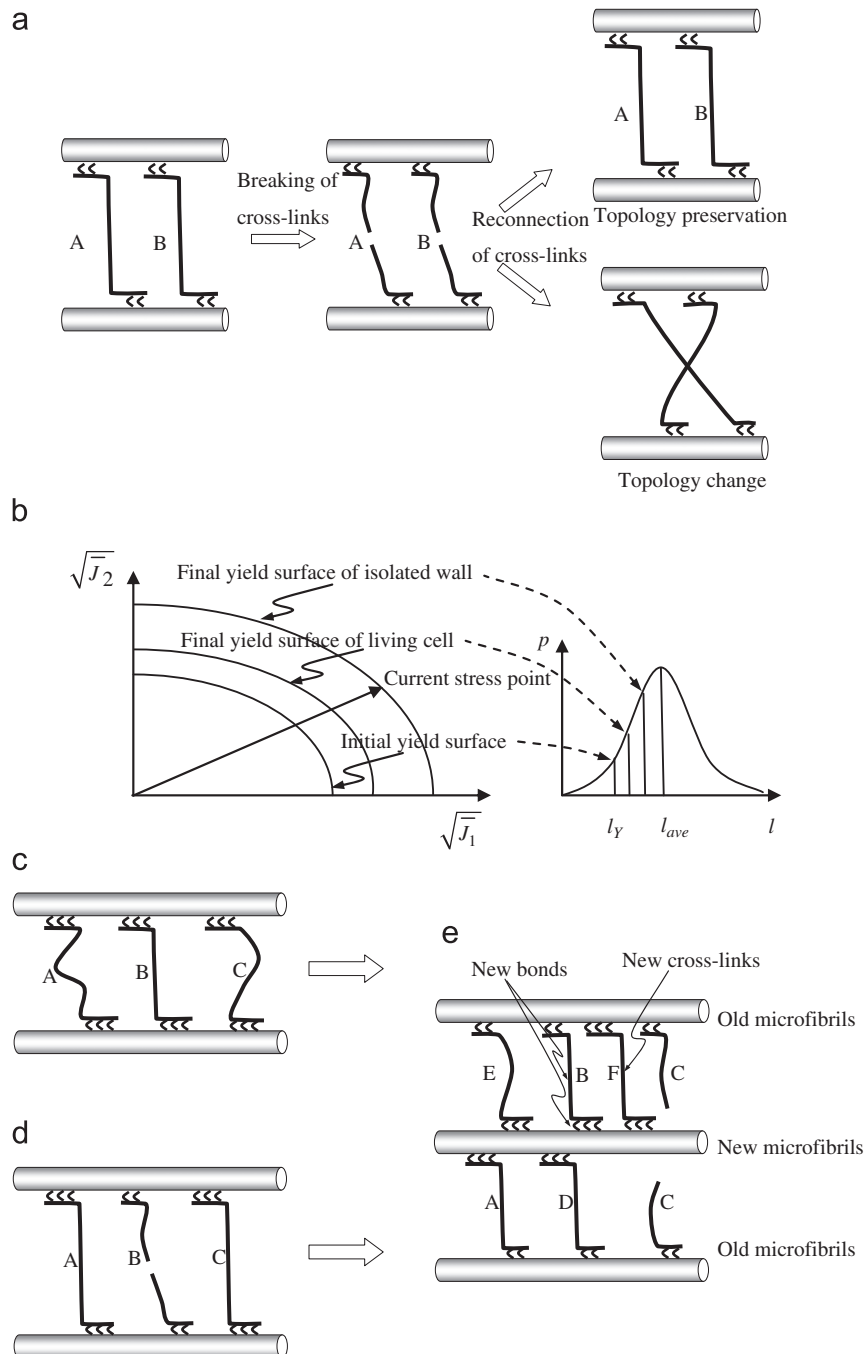 a
A
B
Breaking of
cross-links
A
B
Reconnection
of cross-links
A
B
Topology preservation
Topology change
b
√J̅2
Final yield surface of isolated wall
Final yield surface of living cell
Current stress point
Initial yield surface
√J̅1
p
lY
lave
l
c
A
B
C
d
A
B
C
e
New bonds
New cross-links
Old microfibrils
E
B
F
C
New microfibrils
A
D
C
Old microfibrils